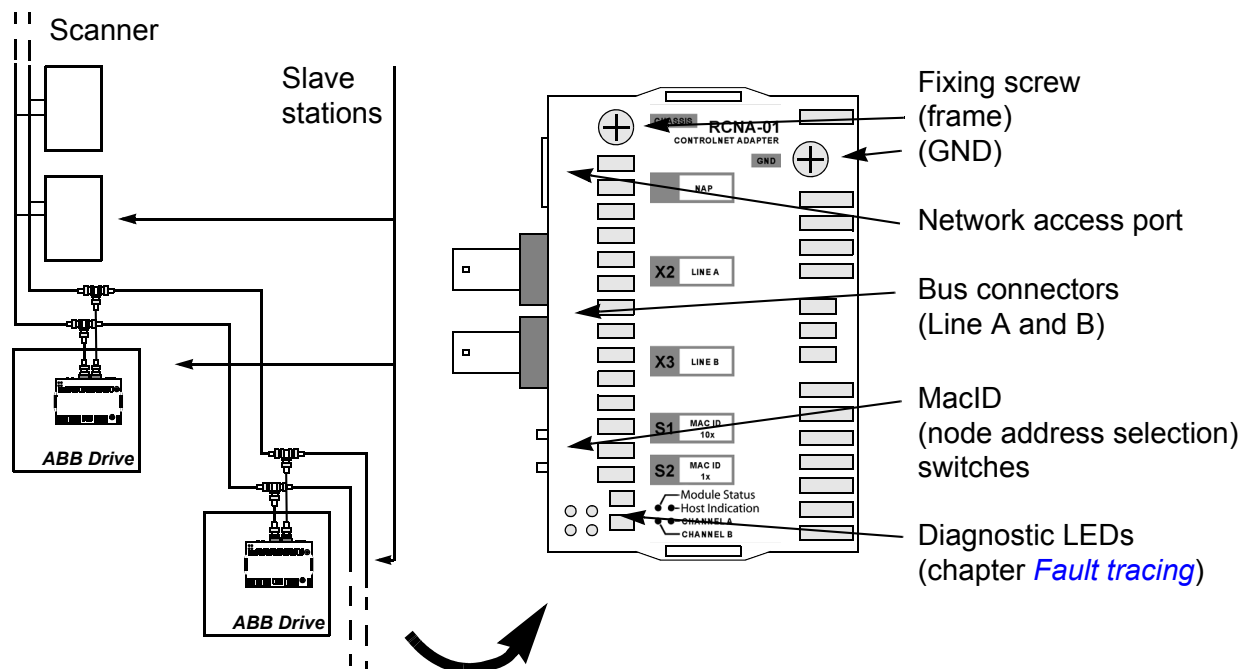 Scanner
Slave
stations
ABB Drive
ABB Drive
CHASSIS
RCNA-01
CONTROLNET ADAPTER
GND
NAP
X2 LINE A
X3 LINE B
S1 MAC ID
10x
S2 MAC ID
1x
Module Status
Host Indication
CHANNEL A
CHANNEL B
Fixing screw
(frame)
(GND)
Network access port
Bus connectors
(Line A and B)
MacID
(node address selection)
switches
Diagnostic LEDs
(chapter Fault tracing)